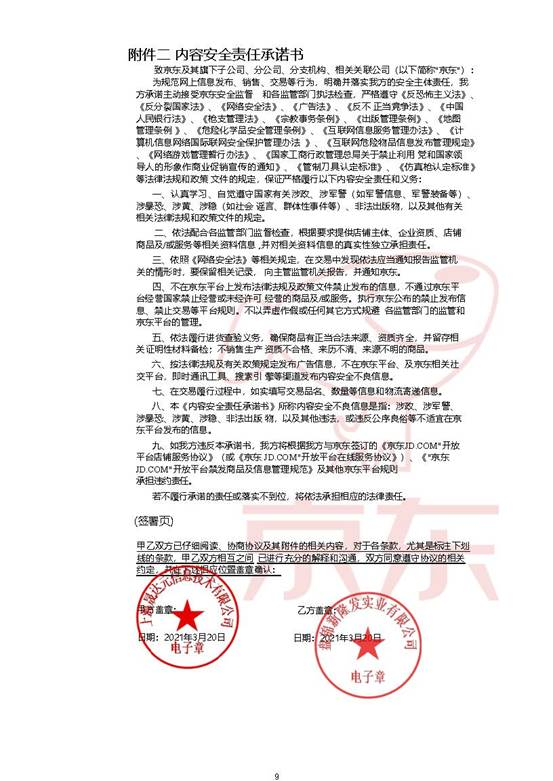 附件二 内容安全责任承诺书
致京东及其旗下子公司、分公司、分支机构、相关关联公司（以下简称"京东"）：
为规范网上信息发布、销售、交易等行为，明确并落实我方的安全主体责任，我
方承诺主动接受京东安全监督 和各监管部门执法检查，严格遵守《反恐怖主义法》、
《反分裂国家法》、《网络安全法》、《广告法》、《反不 正当竞争法》、《中国
人民银行法》、《枪支管理法》、《宗教事务条例》、《出版管理条例》、《地图
管理条例 》、《危险化学品安全管理条例》、《互联网信息服务管理办法》、《计
算机信息网络国际联网安全保护管理办法 》、《互联网危险物品信息发布管理规定》
、《网络游戏管理暂行办法》、《国家工商行政管理总局关于禁止利用 党和国家领
导人的形象作商业促销宣传的通知》、《管制刀具认定标准》、《仿真枪认定标准》
等法律法规和政策 文件的规定，保证严格履行以下内容安全责任和义务：
一、认真学习、自觉遵守国家有关涉政、涉军警（如军警信息、军警装备等）、
涉暴恐、涉黄、涉隐（如社会 谣言、群体性事件等）、非法出版物，以及其他有关
相关法律法规和政策文件的规定。
二、依法配合各监管部门监督检查，根据要求提供店铺主体、企业资质、店铺
商品及/或服务等相关资料信息 ,并对相关资料信息的真实性独立承担责任。
三、依照《网络安全法》等相关规定，在交易中发现依法应当通知报告监管机
关的情形时，要保留相关记录， 向主管监管机关报告，并通知京东。
四、不在京东平台上发布法律法规及政策文件禁止发布的信息，不通过京东平
台经营国家禁止经营或未经许可 经营的商品及/或服务。执行京东公布的禁止发布信
息、禁止交易等平台规则。不以弄虚作假或任何其它方式规避 各监管部门的监管和
京东平台的管理。
五、依法履行进货查验义务，确保商品有正当合法来源、资质齐全，并留存相
关证明性材料备检；不销售生产 资质不合格、来历不清、来源不明的商品。
六、按法律法规及有关政策规定发布广告信息，不在京东平台、及京东相关社
交平台，即时通讯工具、搜索引 擎等渠道发布内容安全不良信息。
七、在交易履行过程中，如实填写交易品名、数量等信息和物流寄递信息。
八、本《内容安全责任承诺书》所称内容安全不良信息是指：涉政、涉军警、
涉暴恐、涉黄、涉隐、非法出版 物，以及其他违法，或违反公序良俗等不适宜在京
东平台发布的信息。
九、如我方违反本承诺书，我方将根据我方与京东签订的《京东JD.COM"开放
平台店铺服务协议》（或《京东 JD.COM"开放平台在线服务协议》）、《"京东
JD.COM"开放平台禁发商品及信息管理规范》及其他京东平台规则
承担违约责任。
若不履行承诺的责任或落实不到位，将依法承担相应的法律责任。
(签署页)
甲乙双方已仔细阅读、协商协议及其附件的相关内容，对于各条款，尤其是标注下划
线的条款，甲乙双方相互之间 已进行充分的解释和沟通，双方同意遵守协议的相关
约定，并在下述相应位置盖章确认：
甲方盖章：
乙方盖章：
日期：2021年3月20日
日期：2021年3月20日
上海晟达元信息技术有限公司
电子章
盘锦新隆发实业有限公司
电子章
京东
9